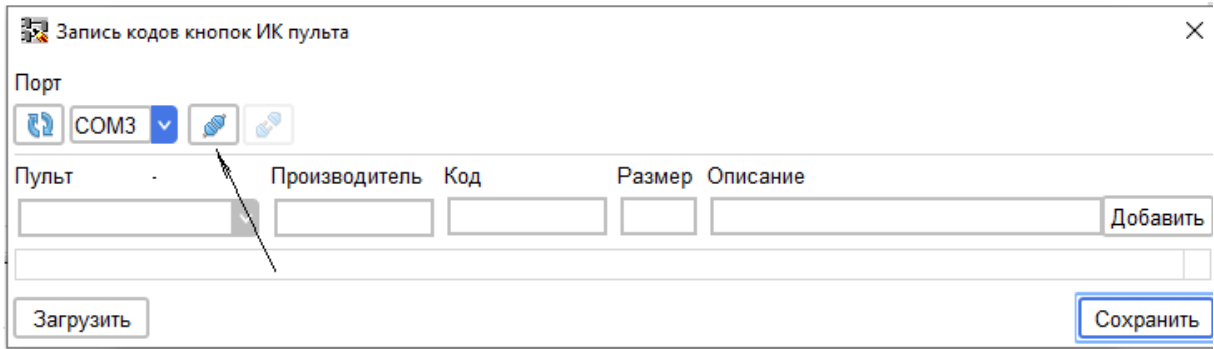 Запись кодов кнопок ИК пульта
Порт
COM3
Пульт - Производитель Код Размер Описание
Добавить
Загрузить Сохранить